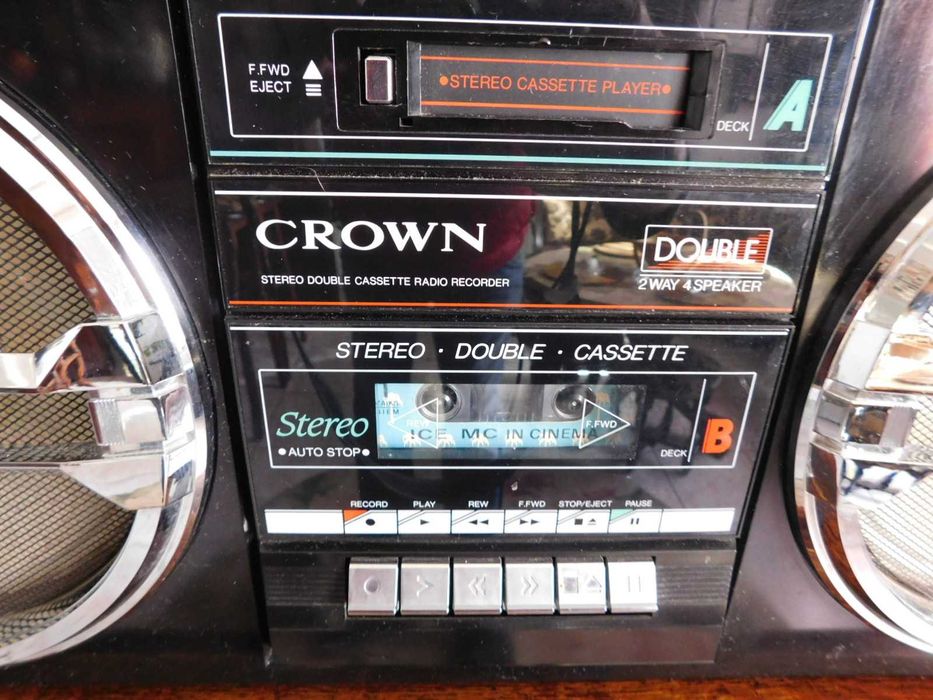 F.FWD
EJECT
•STEREO CASSETTE PLAYER•
DECK A
CROWN
STEREO DOUBLE CASSETTE RADIO RECORDER
DOUBLE
2 WAY 4 SPEAKER
STEREO · DOUBLE · CASSETTE
Stereo
•AUTO STOP•
REW
F.FWD
ICE MC IN CINEMA
DECK B
RECORD PLAY REW F.FWD STOP/EJECT PAUSE